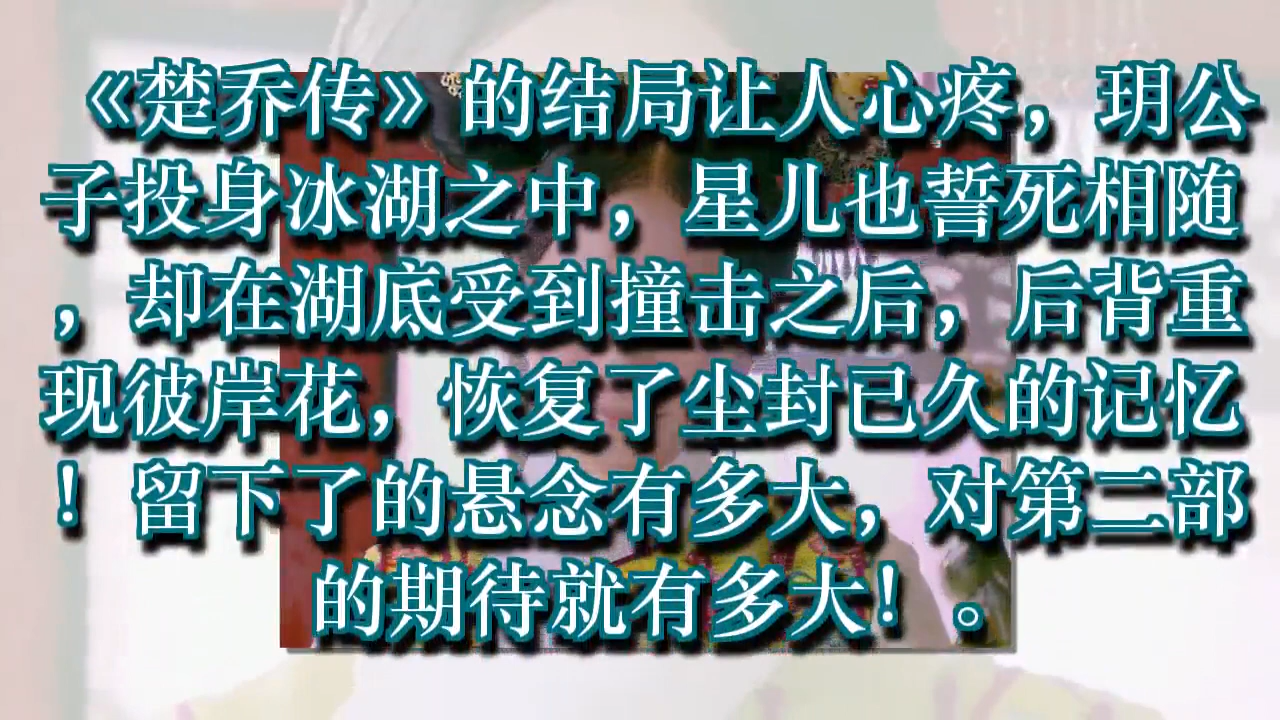 《楚乔传》的结局让人心疼，玥公
子投身冰湖之中，星儿也誓死相随
，却在湖底受到撞击之后，后背重
现彼岸花，恢复了尘封已久的记忆
！留下了的悬念有多大，对第二部
的期待就有多大！。